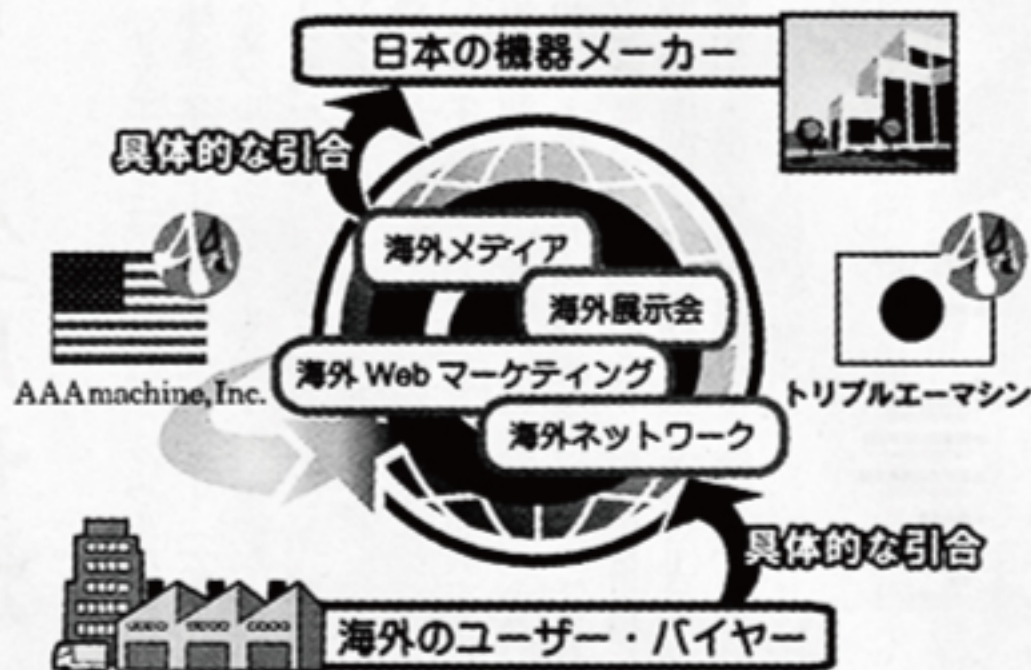 日本の機器メーカー
具体的な引合
海外メディア
海外展示会
海外 Web マーケティング
海外ネットワーク
AAAmachine,Inc.
トリプルエーマシン
具体的な引合
海外のユーザー・バイヤー